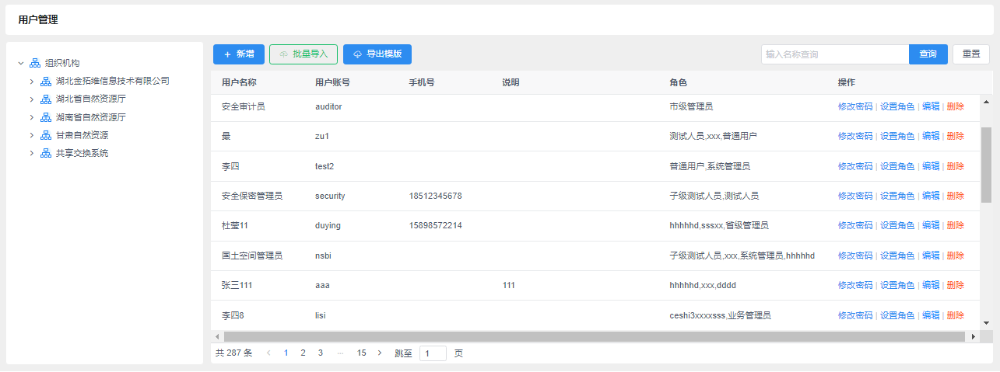 用户管理
组织机构
湖北金拓维信息技术有限公司
湖北省自然资源厅
湖南省自然资源厅
甘肃自然资源
共享交换系统
新增 批量导入 导出模版 输入名称查询 查询 重置
用户名称 用户账号 手机号 说明 角色 操作
安全审计员 auditor 市级管理员 修改密码 | 设置角色 | 编辑 | 删除
最 zu1 测试人员,xxx,普通用户 修改密码 | 设置角色 | 编辑 | 删除
李四 test2 普通用户,系统管理员 修改密码 | 设置角色 | 编辑 | 删除
安全保密管理员 security 18512345678 子级测试人员,测试人员 修改密码 | 设置角色 | 编辑 | 删除
杜莹11 duying 15898572214 hhhhhd,sssxx,省级管理员 修改密码 | 设置角色 | 编辑 | 删除
国土空间管理员 nsbi 子级测试人员,xxx,系统管理员,hhhhhd 修改密码 | 设置角色 | 编辑 | 删除
张三111 aaa 111 hhhhhd,xxx,dddd 修改密码 | 设置角色 | 编辑 | 删除
李四8 lisi ceshi3xxxxsss,业务管理员 修改密码 | 设置角色 | 编辑 | 删除
共 287 条 1 2 3 ··· 15 跳至 1 页